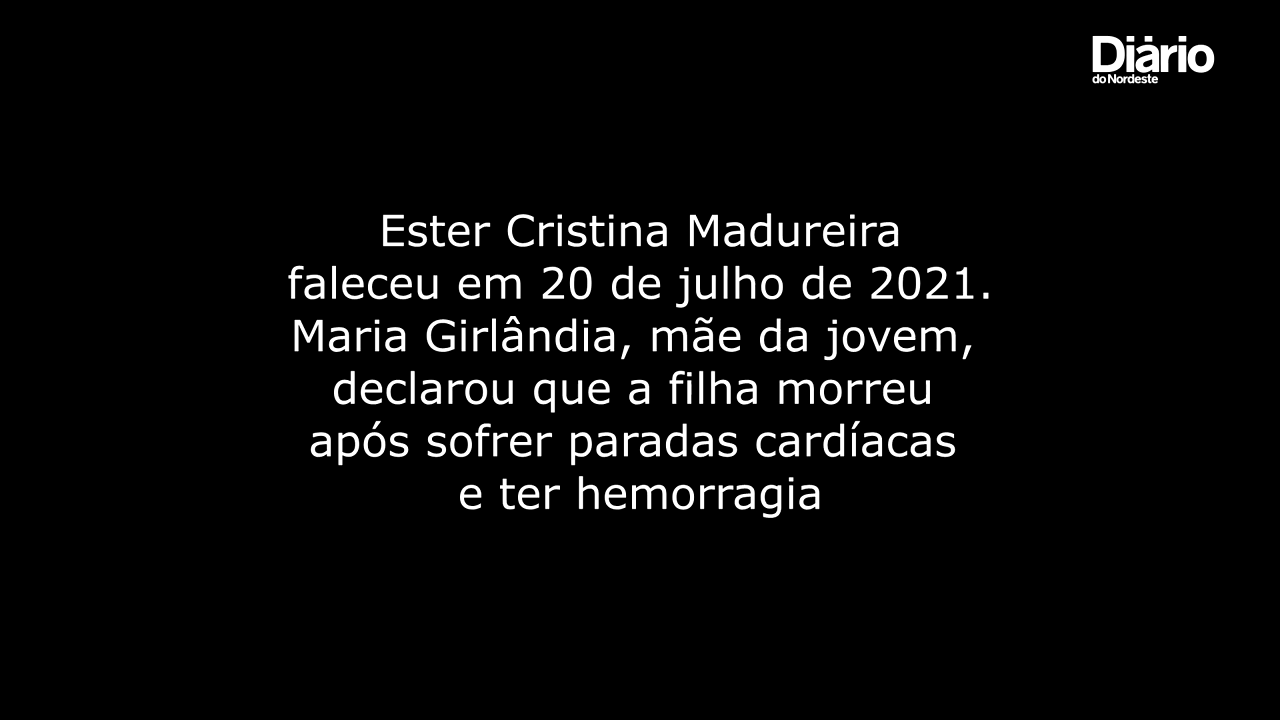 Diário
do Nordeste
Ester Cristina Madureira
faleceu em 20 de julho de 2021.
Maria Girlândia, mãe da jovem,
declarou que a filha morreu
após sofrer paradas cardíacas
e ter hemorragia